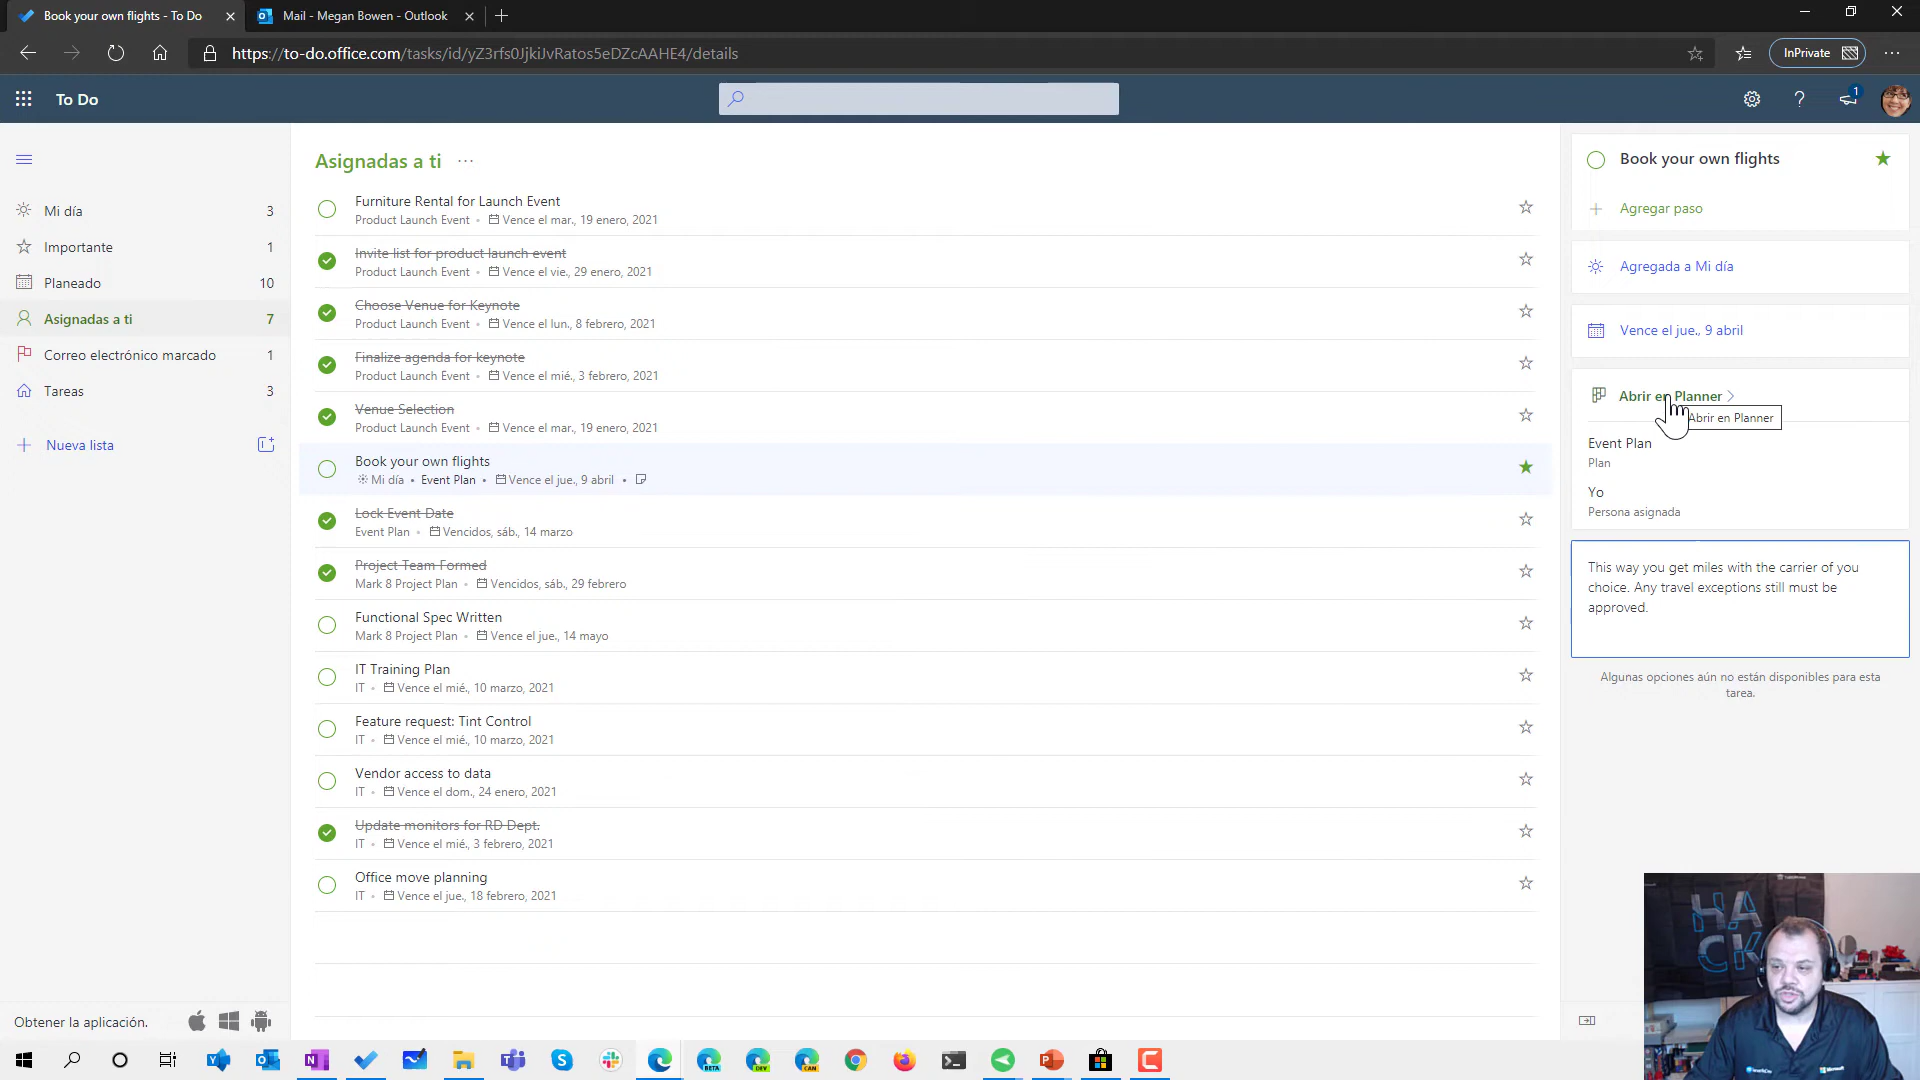 Book your own flights - To Do
Mail - Megan Bowen - Outlook
https://to-do.office.com/tasks/id/yZ3rfs0JjkiJvRatos5eDZcAAHE4/details
InPrivate
To Do
1
Mi día 3
Importante 1
Planeado 10
Asignadas a ti 7
Correo electrónico marcado 1
Tareas 3
Nueva lista
Obtener la aplicación.
Asignadas a ti
Furniture Rental for Launch Event
Product Launch Event • Vence el mar., 19 enero, 2021
Invite list for product launch event
Product Launch Event • Vence el vie., 29 enero, 2021
Choose Venue for Keynote
Product Launch Event • Vence el lun., 8 febrero, 2021
Finalize agenda for keynote
Product Launch Event • Vence el mié., 3 febrero, 2021
Venue Selection
Product Launch Event • Vence el mar., 19 enero, 2021
Book your own flights
Mi día • Event Plan • Vence el jue., 9 abril •
Lock Event Date
Event Plan • Vencidos, sáb., 14 marzo
Project Team Formed
Mark 8 Project Plan • Vencidos, sáb., 29 febrero
Functional Spec Written
Mark 8 Project Plan • Vence el jue., 14 mayo
IT Training Plan
IT • Vence el mié., 10 marzo, 2021
Feature request: Tint Control
IT • Vence el mié., 10 marzo, 2021
Vendor access to data
IT • Vence el dom., 24 enero, 2021
Update monitors for RD Dept.
IT • Vence el mié., 3 febrero, 2021
Office move planning
IT • Vence el jue., 18 febrero, 2021
Book your own flights
Agregar paso
Agregada a Mi día
Vence el jue., 9 abril
Abrir en Planner
Abrir en Planner
Event Plan
Plan
Yo
Persona asignada
This way you get miles with the carrier of you
choice. Any travel exceptions still must be
approved.
Algunas opciones aún no están disponibles para esta
tarea.
HA
CK
Microsoft
BETA
DEV
CAN